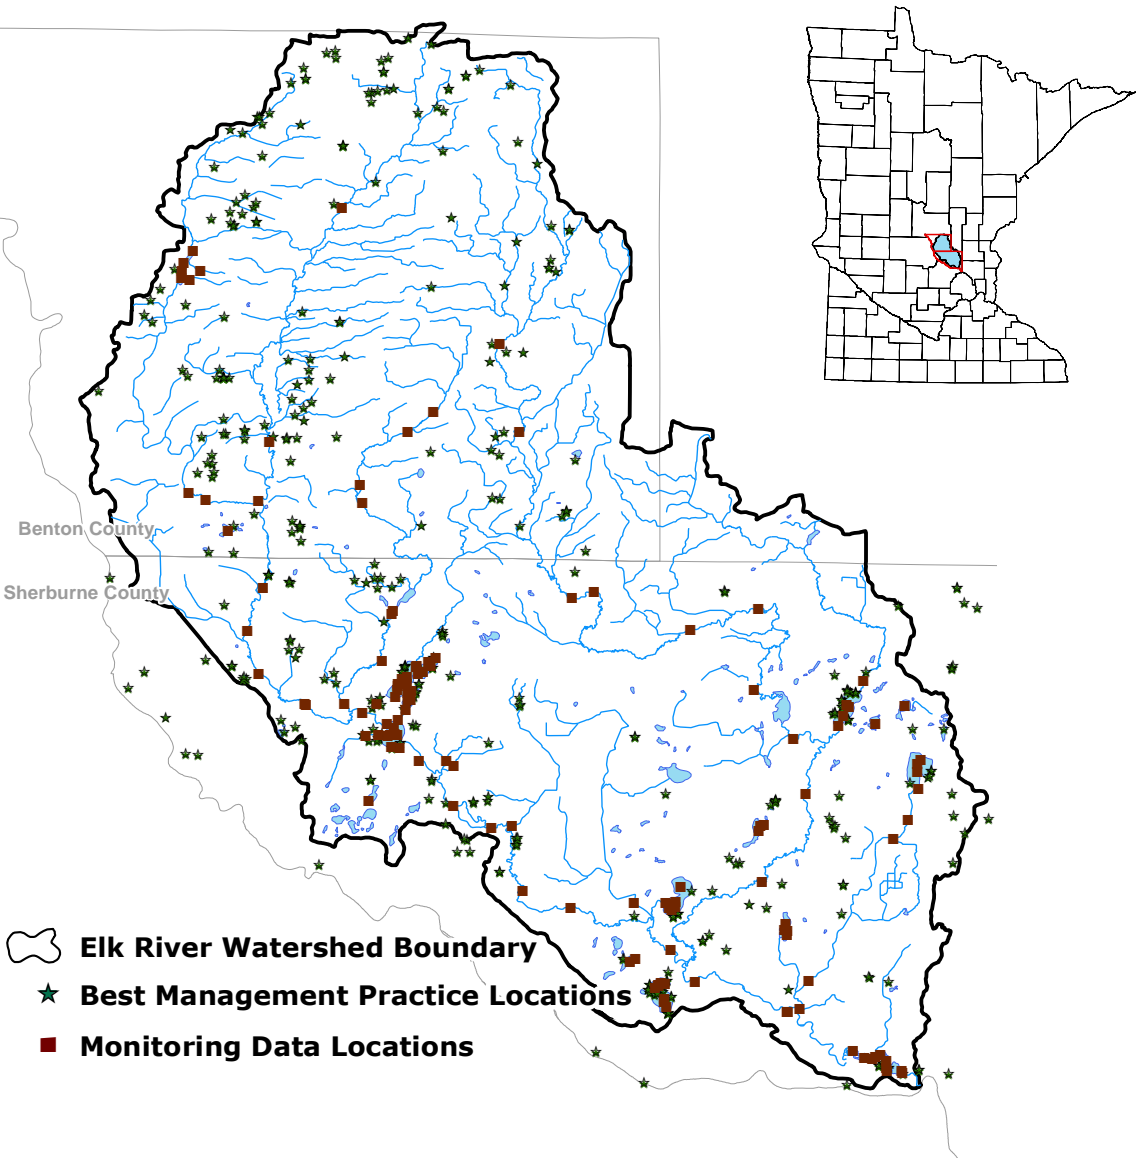 Benton County
Sherburne County
Elk River Watershed Boundary
Best Management Practice Locations
Monitoring Data Locations